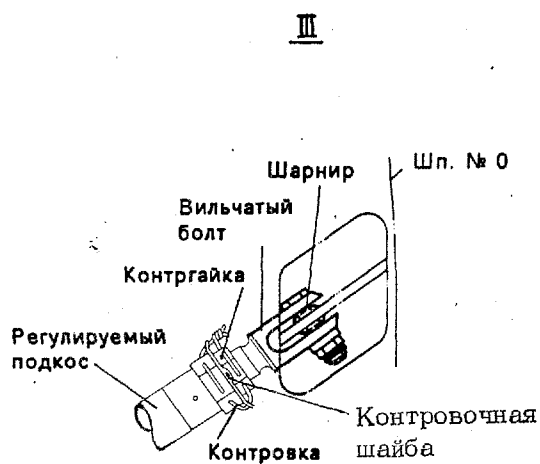 III
Шп. № 0
Шарнир
Вильчатый
болт
Контргайка
Регулируемый
подкос
Контровочная
шайба
Контровка